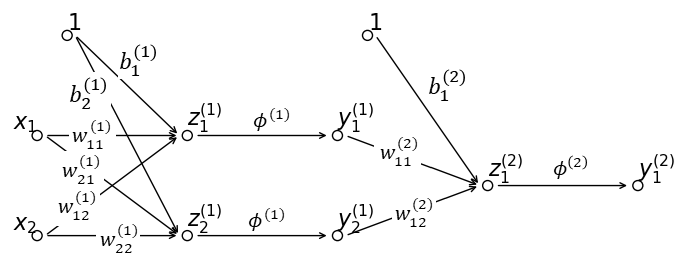 1 1
b₁⁽¹⁾
b₂⁽¹⁾ b₁⁽²⁾
x₁ w₁₁⁽¹⁾ z₁⁽¹⁾ ϕ⁽¹⁾ y₁⁽¹⁾
w₂₁⁽¹⁾ w₁₁⁽²⁾ z₁⁽²⁾ ϕ⁽²⁾ y₁⁽²⁾
w₁₂⁽¹⁾ w₁₂⁽²⁾
x₂ w₂₂⁽¹⁾ z₂⁽¹⁾ ϕ⁽¹⁾ y₂⁽¹⁾